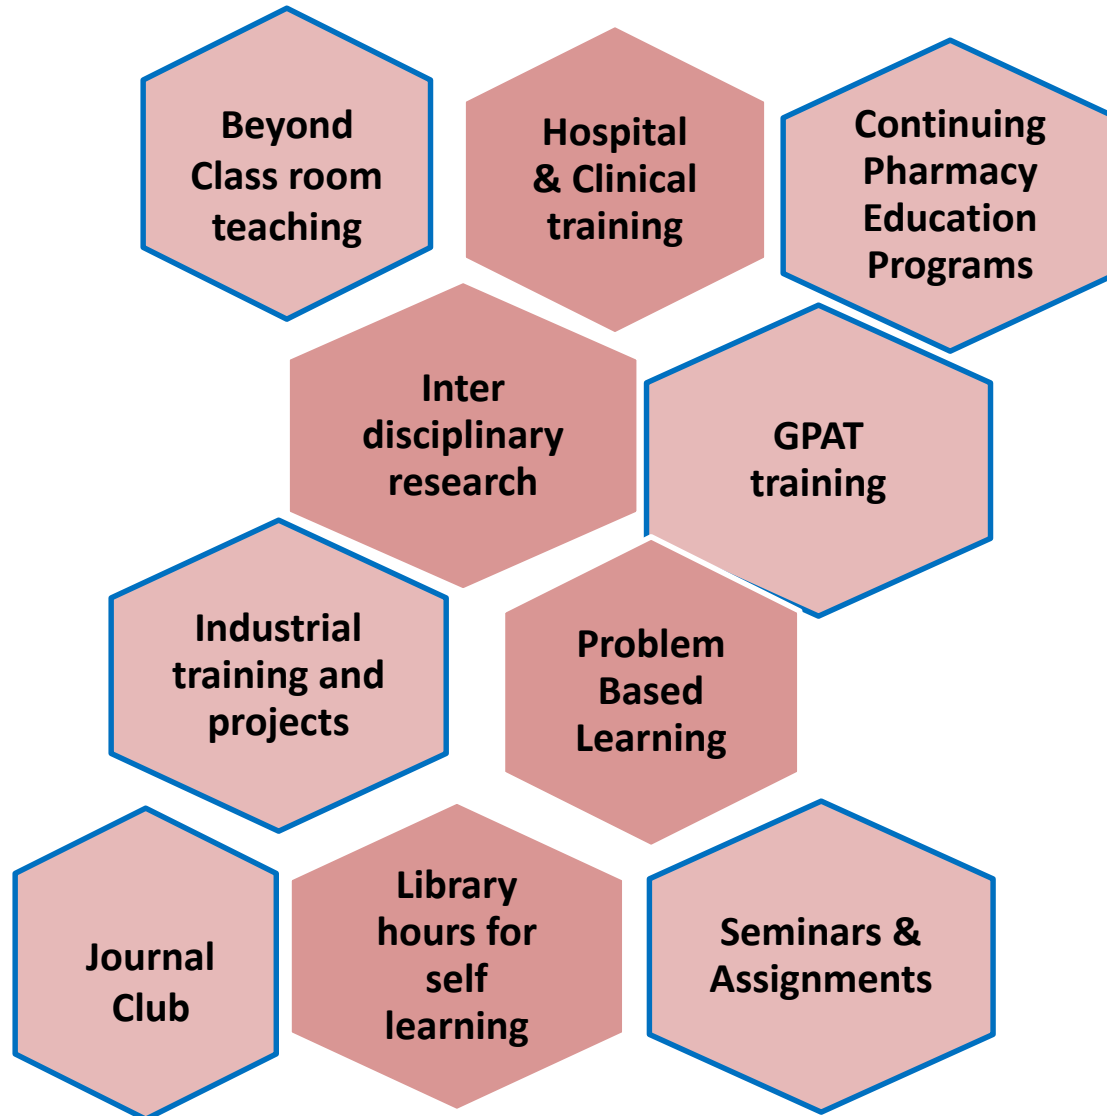 Beyond
Class room
teaching
Hospital
& Clinical
training
Continuing
Pharmacy
Education
Programs
Inter
disciplinary
research
GPAT
training
Industrial
training and
projects
Problem
Based
Learning
Journal
Club
Library
hours for
self
learning
Seminars &
Assignments